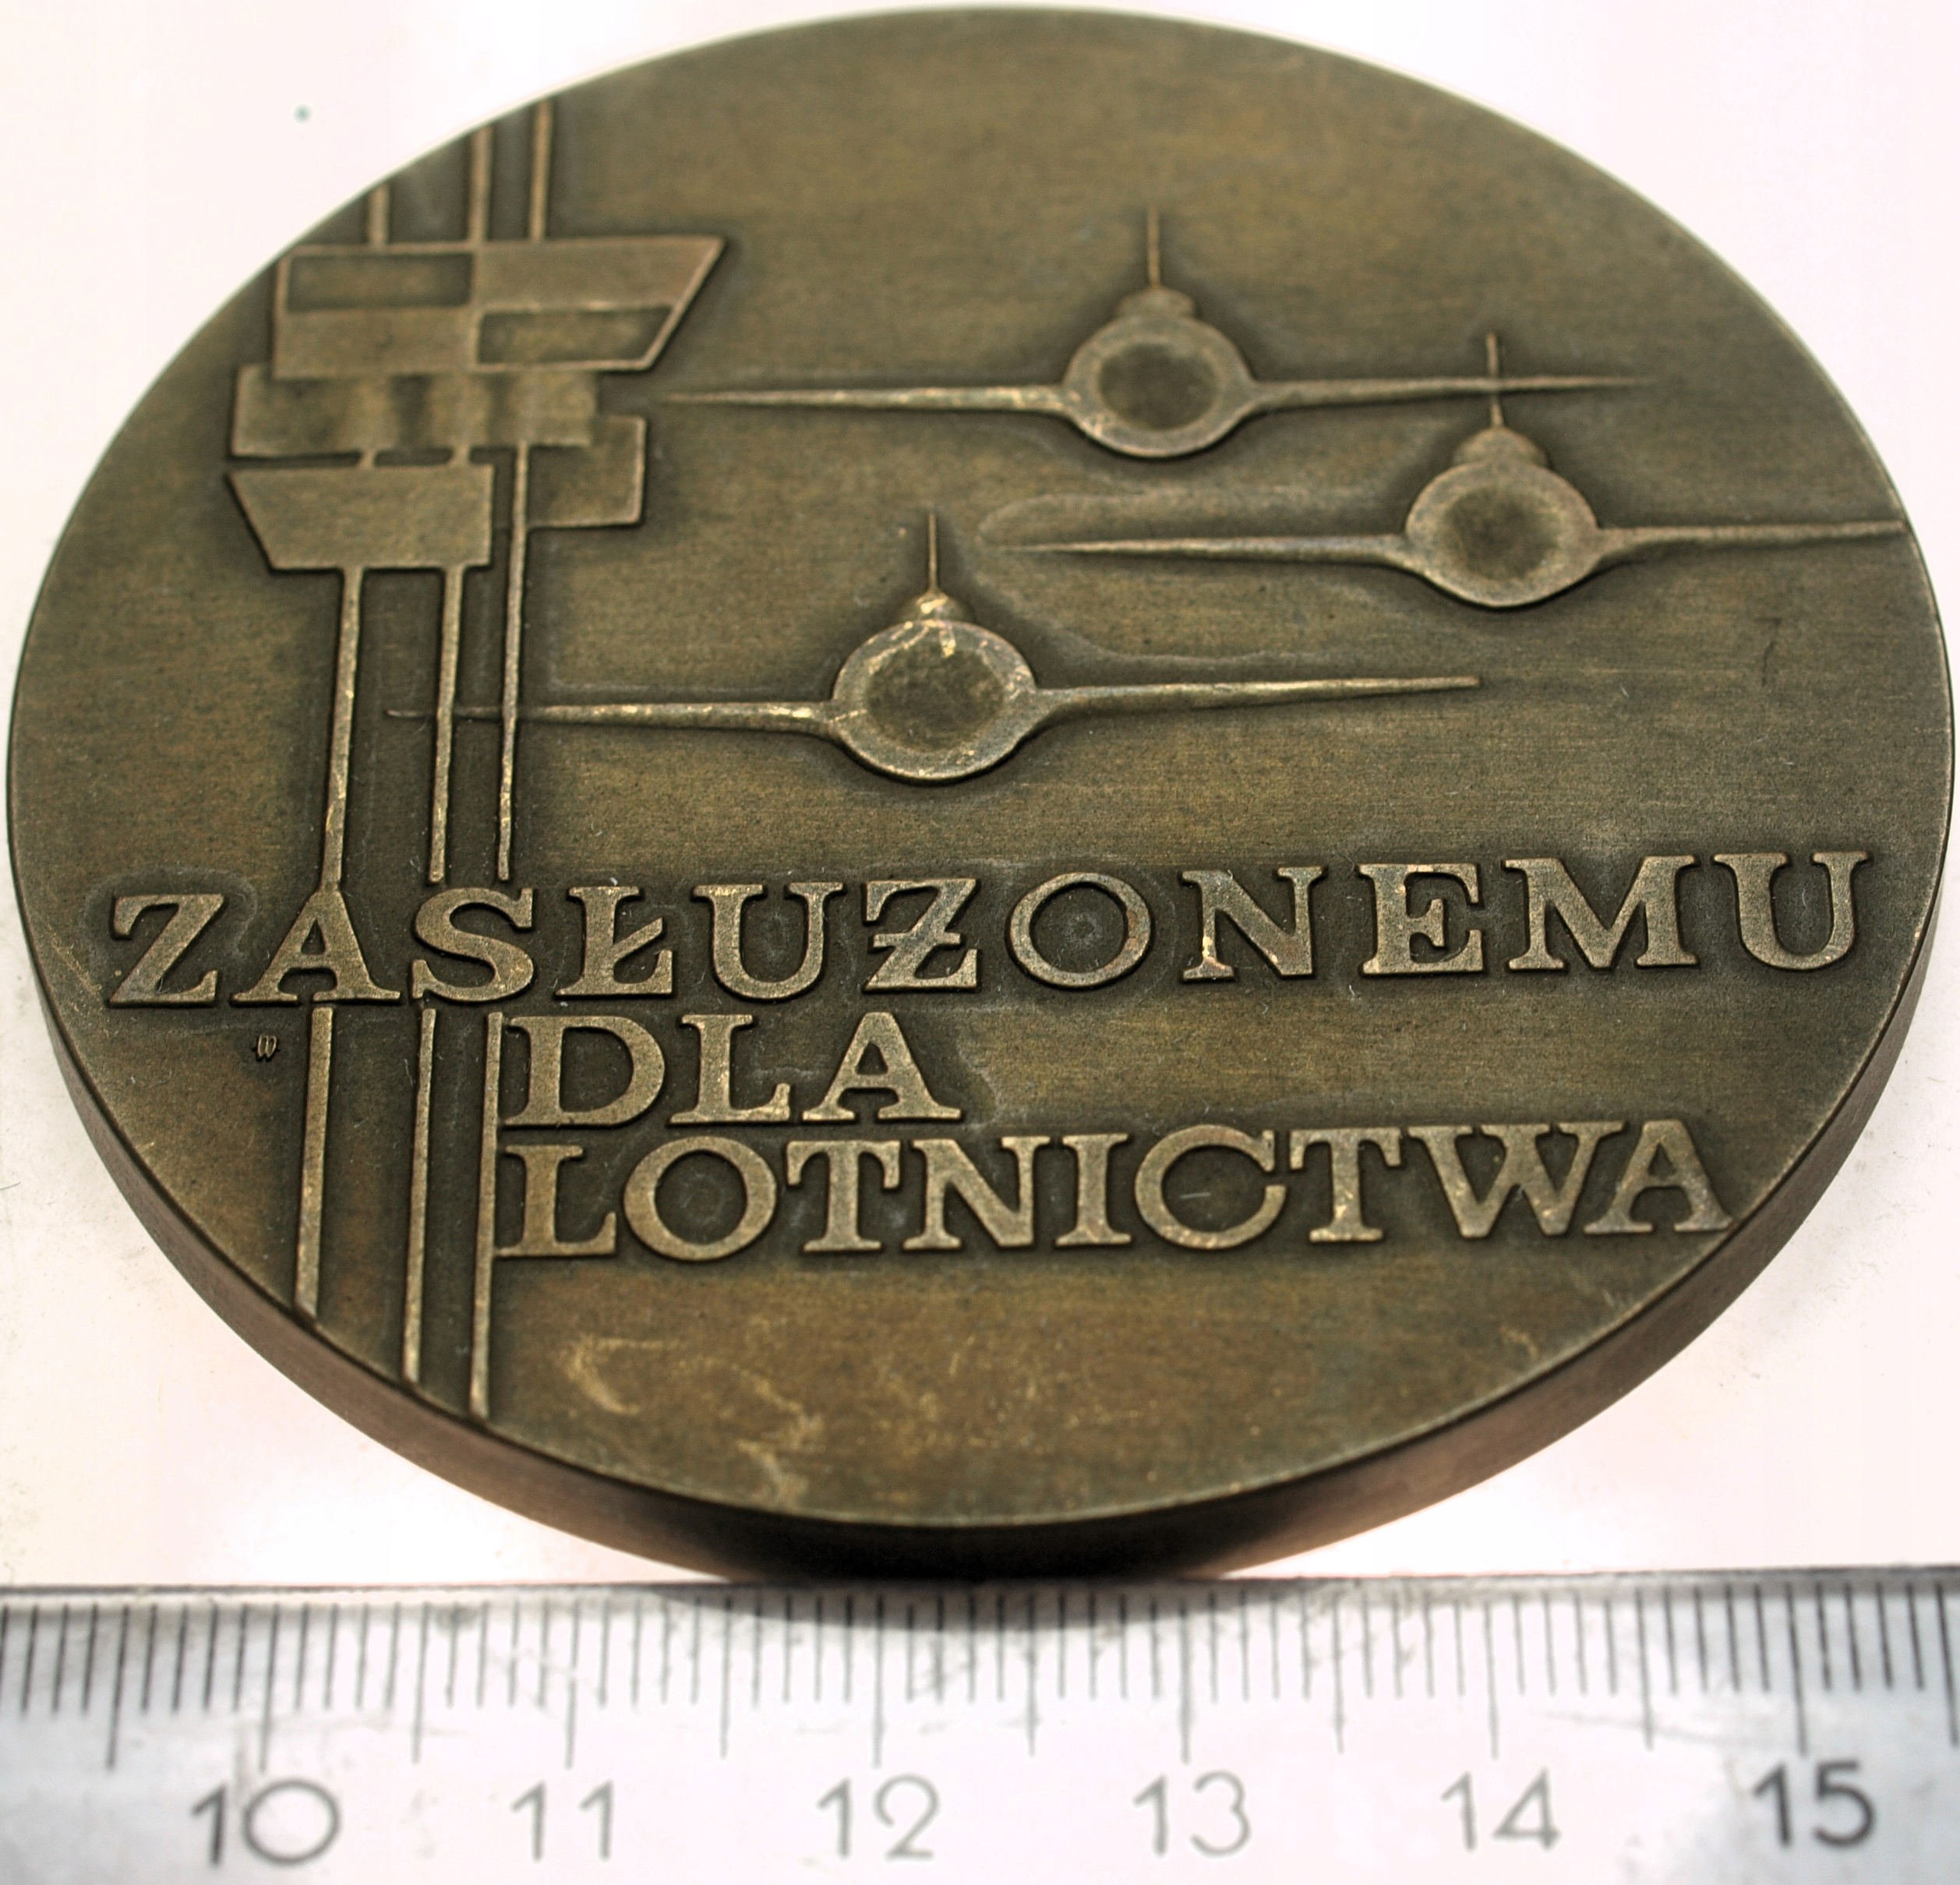 ZASŁUŻONEMU
W
DLA
LOTNICTWA
10 11 12 13 14 15